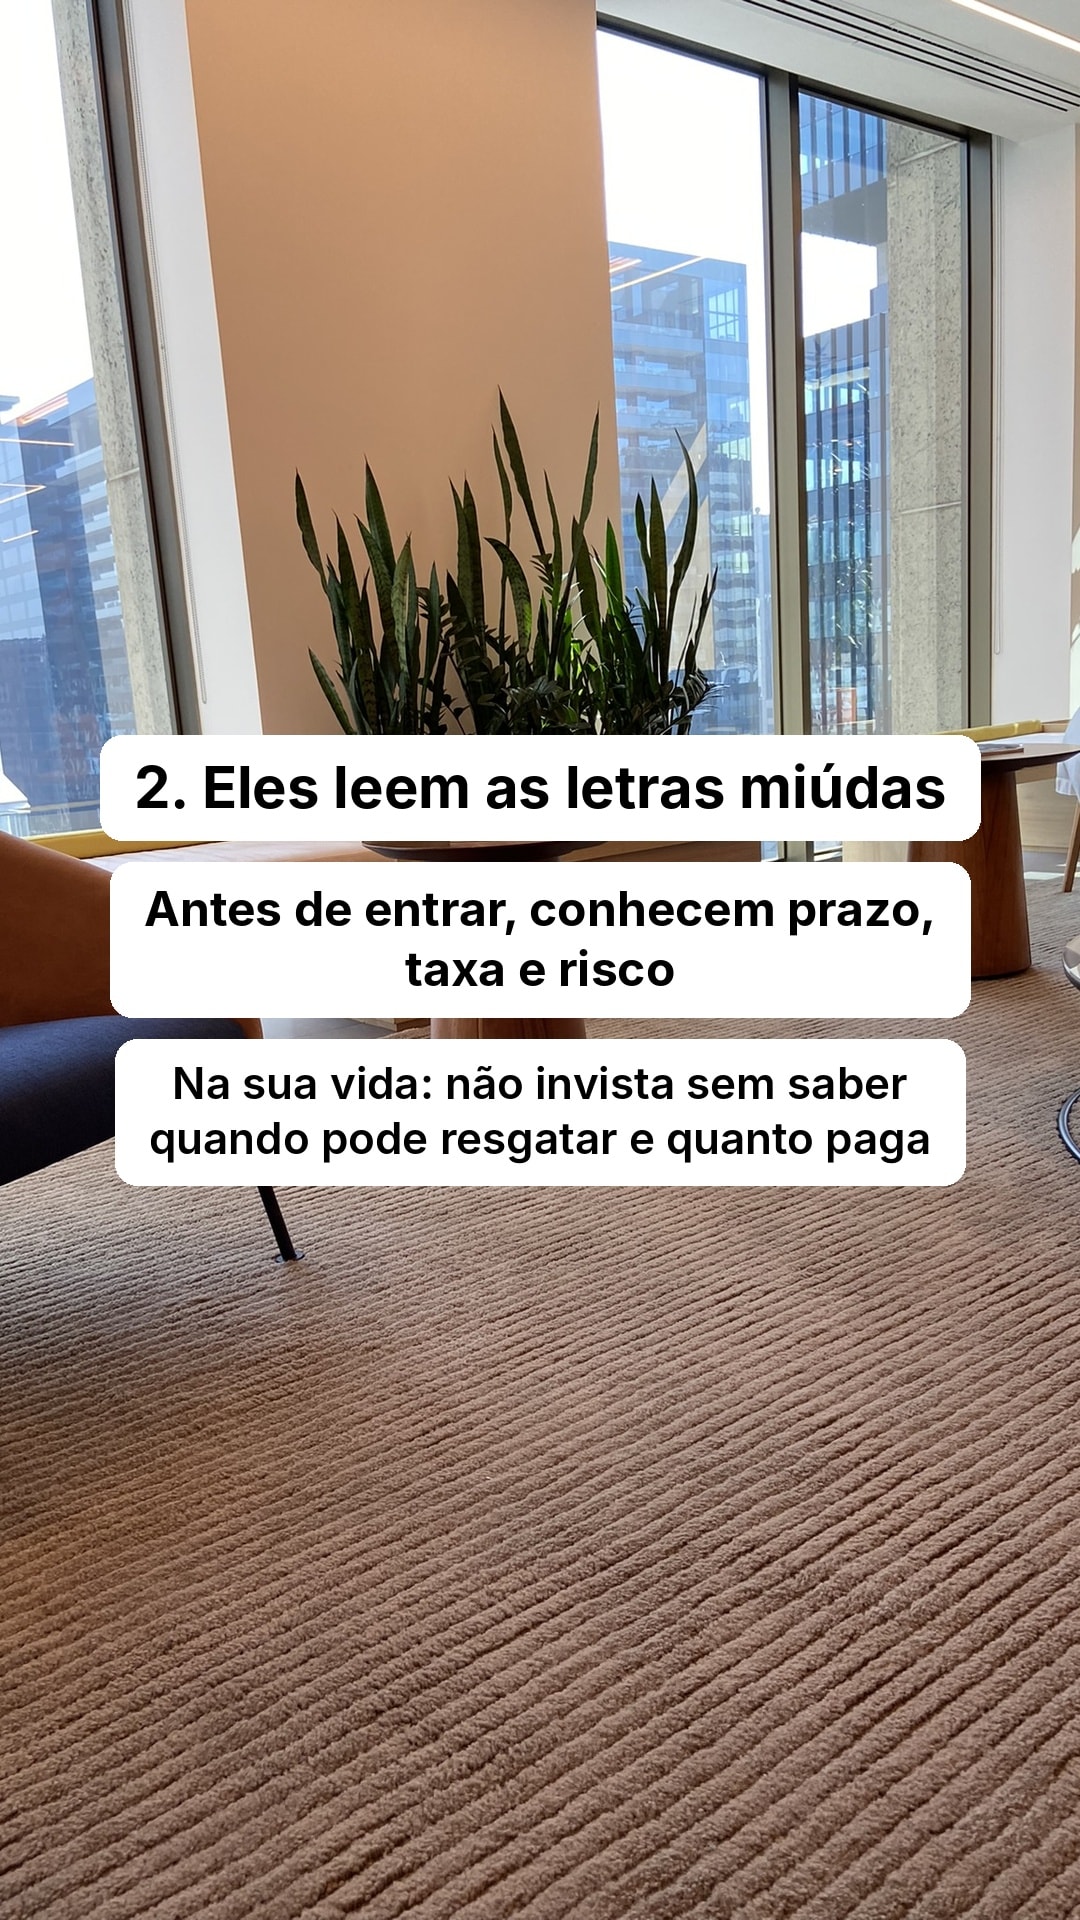 2. Eles leem as letras miúdas
Antes de entrar, conhecem prazo,
taxa e risco
Na sua vida: não invista sem saber
quando pode resgatar e quanto paga